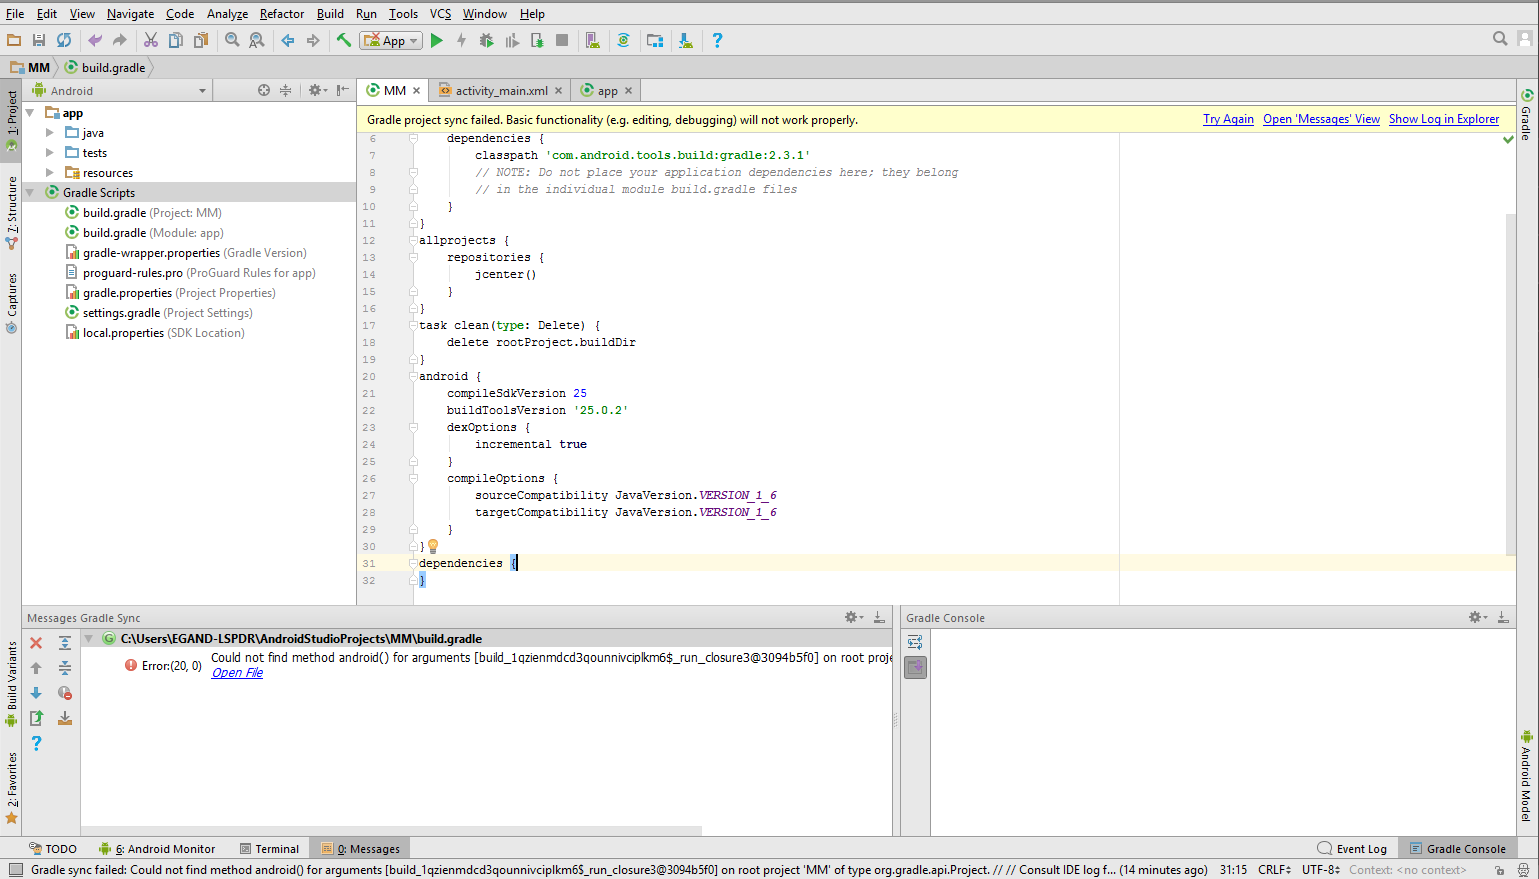 File Edit View Navigate Code Analyze Refactor Build Run Tools VCS Window Help
App
MM build.gradle
Android
MM activity_main.xml app
1: Project
7: Structure
Captures
Build Variants
2: Favorites
app
java
tests
resources
Gradle Scripts
build.gradle (Project: MM)
build.gradle (Module: app)
gradle-wrapper.properties (Gradle Version)
proguard-rules.pro (ProGuard Rules for app)
gradle.properties (Project Properties)
settings.gradle (Project Settings)
local.properties (SDK Location)
Gradle project sync failed. Basic functionality (e.g. editing, debugging) will not work properly. Try Again Open 'Messages' View Show Log in Explorer
6 dependencies {
7 classpath 'com.android.tools.build:gradle:2.3.1'
8 // NOTE: Do not place your application dependencies here; they belong
9 // in the individual module build.gradle files
10 }
11 }
12 allprojects {
13 repositories {
14 jcenter()
15 }
16 }
17 task clean(type: Delete) {
18 delete rootProject.buildDir
19 }
20 android {
21 compileSdkVersion 25
22 buildToolsVersion '25.0.2'
23 dexOptions {
24 incremental true
25 }
26 compileOptions {
27 sourceCompatibility JavaVersion.VERSION_1_6
28 targetCompatibility JavaVersion.VERSION_1_6
29 }
30 }
31 dependencies {
32 }
Gradle
Android Model
Messages Gradle Sync
C:\Users\EGAND-LSPDR\AndroidStudioProjects\MM\build.gradle
Error:(20, 0) Could not find method android() for arguments [build_1qzienmdcd3qounnivciplkm6$_run_closure3@3094b5f0] on root proje
Open File
Gradle Console
TODO 6: Android Monitor Terminal 0: Messages Event Log Gradle Console
Gradle sync failed: Could not find method android() for arguments [build_1qzienmdcd3qounnivciplkm6$_run_closure3@3094b5f0] on root project 'MM' of type org.gradle.api.Project. // // Consult IDE log f... (14 minutes ago) 31:15 CRLF UTF-8 Context: <no context>